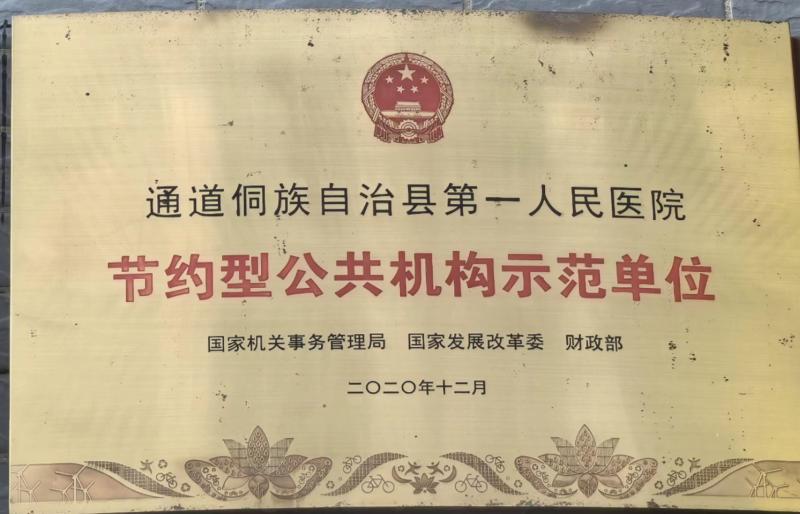 通道侗族自治县第一人民医院
节约型公共机构示范单位
国家机关事务管理局 国家发展改革委 财政部
二〇二〇年十二月